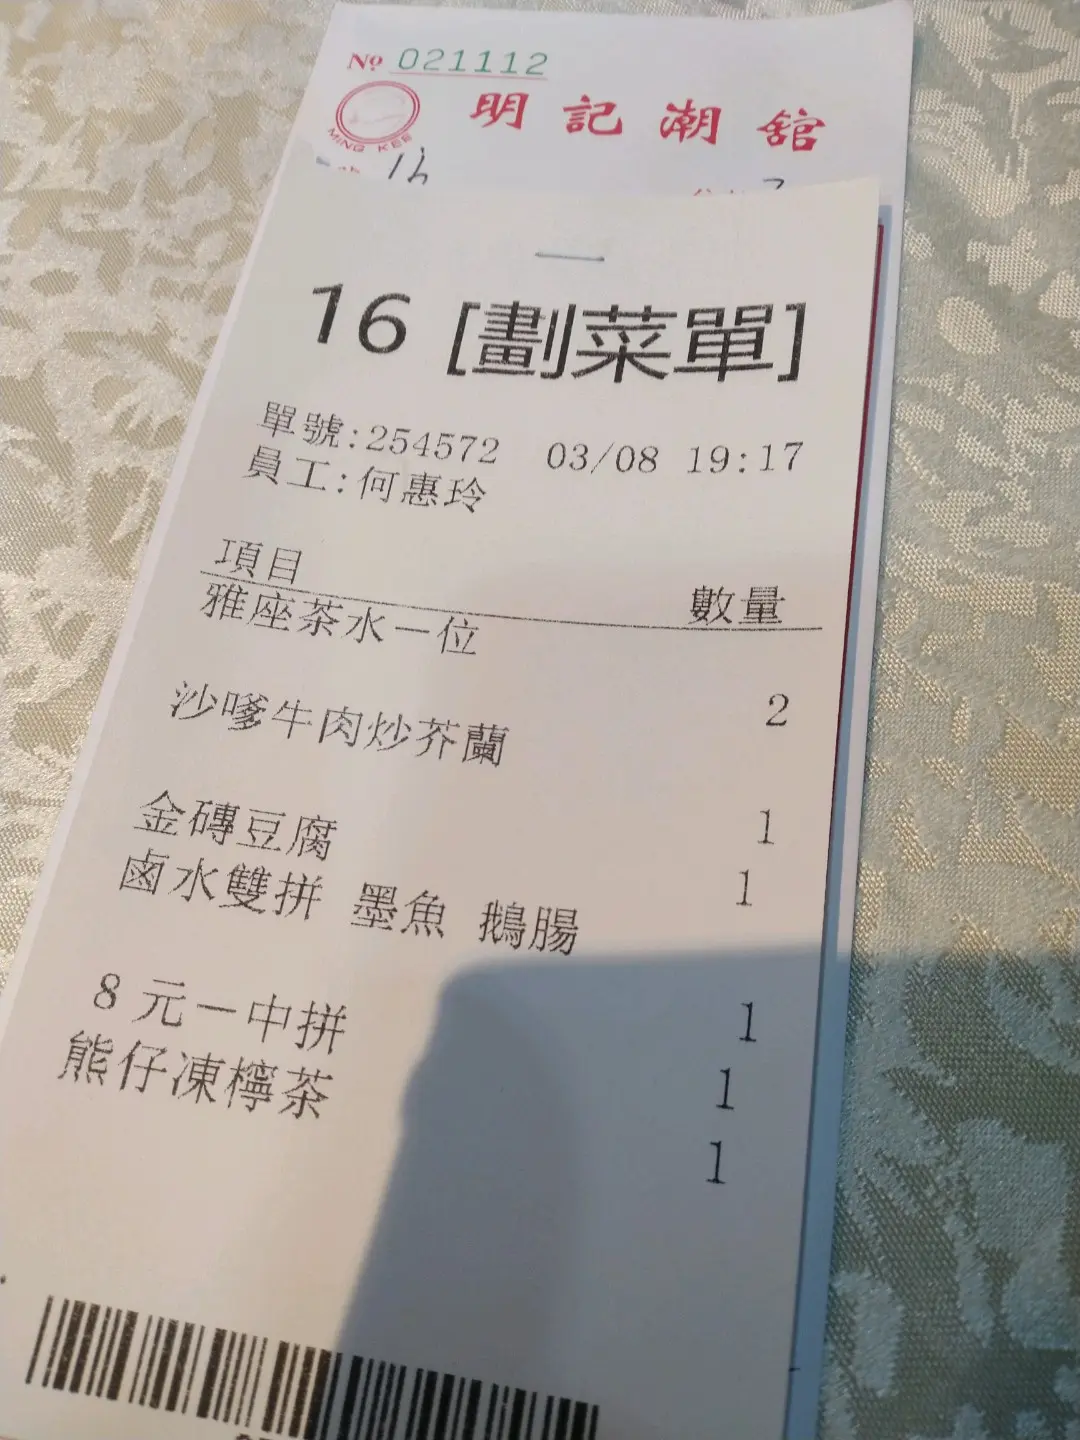 Nº 021112
明記潮館
MING KEE
16 [劃菜單]
單號:254572 03/08 19:17
員工:何惠玲
項目 數量
雅座茶水一位 2
沙嗲牛肉炒芥蘭 1
金磚豆腐 1
鹵水雙拼 墨魚 鵝腸 1
8元一中拼 1
熊仔凍檸茶 1